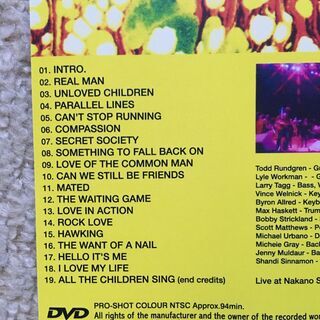 01. INTRO.
02. REAL MAN
03. UNLOVED CHILDREN
04. PARALLEL LINES
05. CAN'T STOP RUNNING
06. COMPASSION
07. SECRET SOCIETY
08. SOMETHING TO FALL BACK ON
09. LOVE OF THE COMMON MAN
10. CAN WE STILL BE FRIENDS
11. MATED
12. THE WAITING GAME
13. LOVE IN ACTION
14. ROCK LOVE
15. HAWKING
16. THE WANT OF A NAIL
17. HELLO IT'S ME
18. I LOVE MY LIFE
19. ALL THE CHILDREN SING (end credits)
Todd Rundgren - G
Lyle Workman - - G
Larry Tagg - Bass, V
Vince Welnick - Keyb
Byron Allred - Keyb
Max Haskett - Trum
Bobby Strickland -
Scott Matthews - P
Michael Urbano - D
Micheie Gray - Back
Jenny Muldaur - Ba
Shandi Sinnamon -
Live at Nakano S
DVD
PRO-SHOT COLOUR NTSC Approx.94min.
All rights of the manufacturer and the owner of the recorded wo